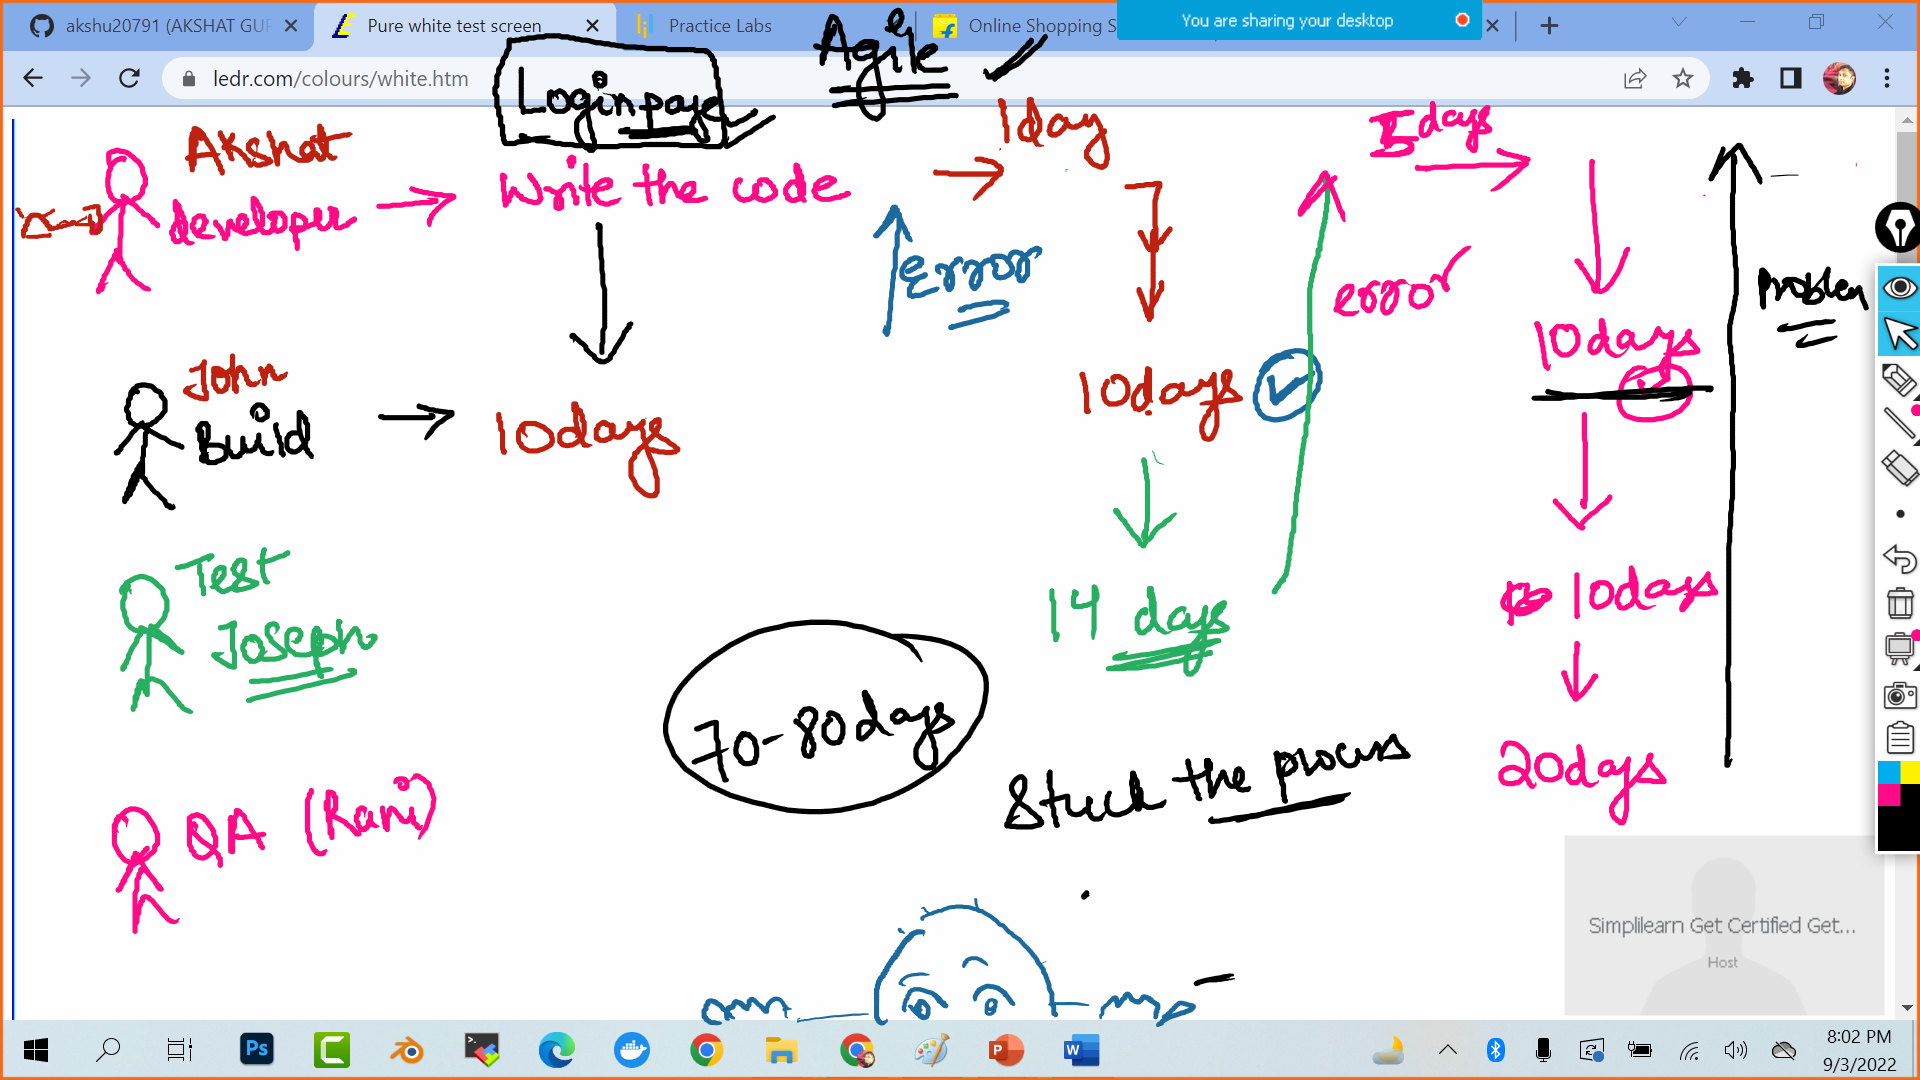 akshu20791 (AKSHAT GUP
Pure white test screen
Practice Labs
Online Shopping S
You are sharing your desktop
ledr.com/colours/white.htm
Agile
Login page
1day
5 days
Akshat
developer
Write the code
Error
error
Problem
10days
John
Build
10days
10days
Test
Joseph
14 days
10days
70-80days
Stuck the process
20days
QA (Rani)
Simplilearn Get Certified Get...
Host
8:02 PM
9/3/2022